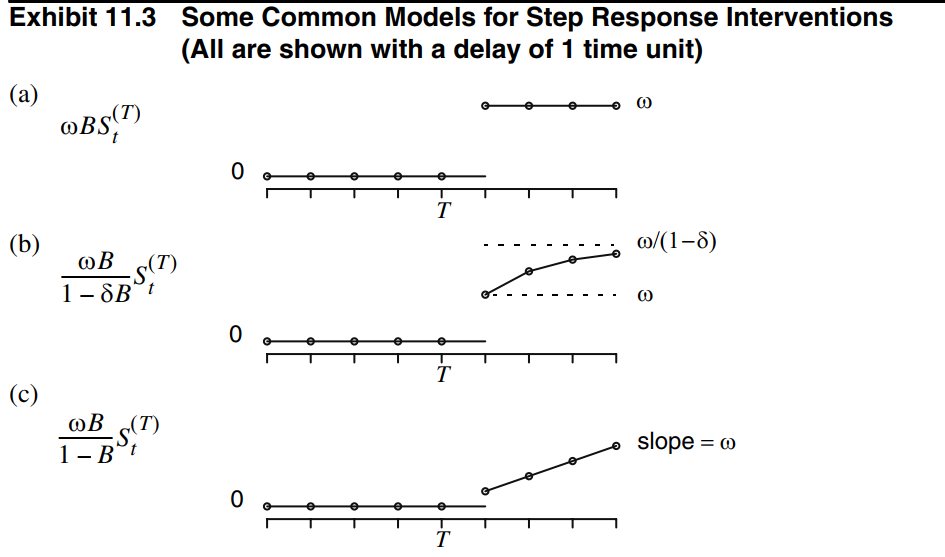 Exhibit 11.3 Some Common Models for Step Response Interventions
(All are shown with a delay of 1 time unit)
(a)
ωBS_t^(T)
0
ω
T
(b)
ωB / (1 − δB) S_t^(T)
0
ω/(1−δ)
ω
T
(c)
ωB / (1 − B) S_t^(T)
0
slope = ω
T